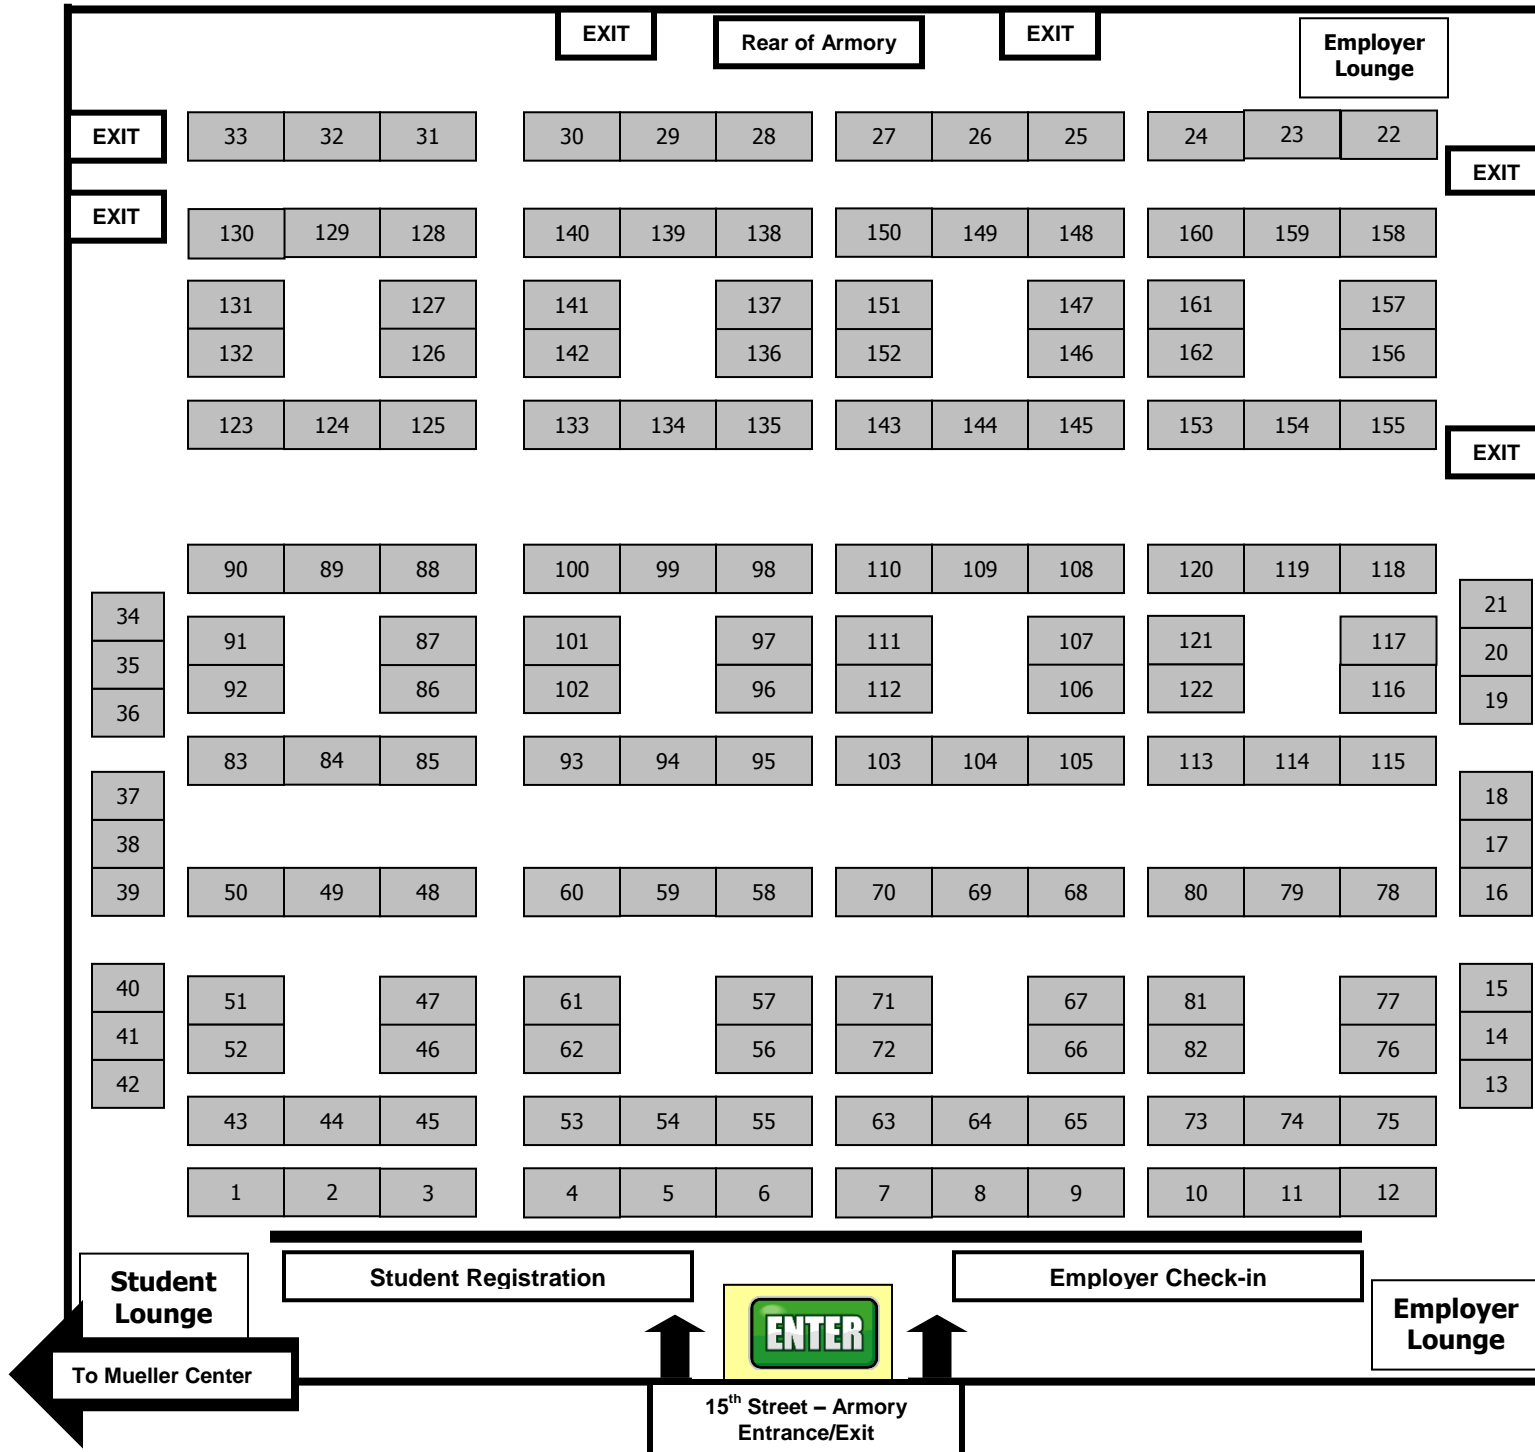 EXIT Rear of Armory EXIT
Employer
Lounge
EXIT 33 32 31 30 29 28 27 26 25 24 23 22
EXIT
EXIT
130 129 128 140 139 138 150 149 148 160 159 158
131 127 141 137 151 147 161 157
132 126 142 136 152 146 162 156
123 124 125 133 134 135 143 144 145 153 154 155
EXIT
90 89 88 100 99 98 110 109 108 120 119 118
34 21
91 87 101 97 111 107 121 117
35 20
92 86 102 96 112 106 122 116
36 19
83 84 85 93 94 95 103 104 105 113 114 115
37 18
38 17
39 50 49 48 60 59 58 70 69 68 80 79 78 16
40 15
51 47 61 57 71 67 81 77
41 14
52 46 62 56 72 66 82 76
42 13
43 44 45 53 54 55 63 64 65 73 74 75
1 2 3 4 5 6 7 8 9 10 11 12
Student
Lounge
Student Registration
Employer Check-in
ENTER
Employer
Lounge
To Mueller Center
15th Street – Armory
Entrance/Exit